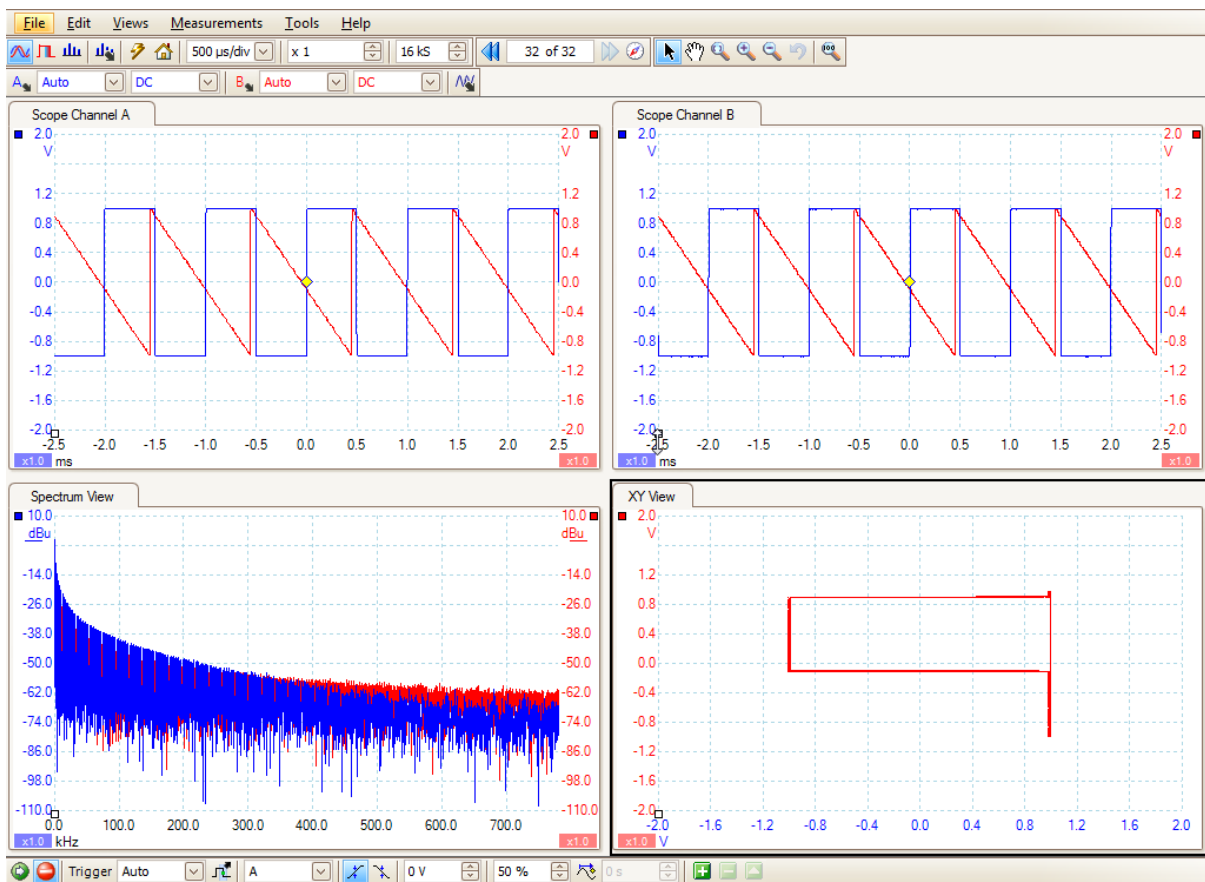 File Edit Views Measurements Tools Help
500 µs/div x 1 16 kS 32 of 32
A Auto DC B Auto DC
Scope Channel A
2.0 2.0
V V
1.2 1.2
0.8 0.8
0.4 0.4
0.0 0.0
-0.4 -0.4
-0.8 -0.8
-1.2 -1.2
-1.6 -1.6
-2.0 -2.0
-2.5 -2.0 -1.5 -1.0 -0.5 0.0 0.5 1.0 1.5 2.0 2.5
x1.0 ms x1.0
Scope Channel B
2.0 2.0
V V
1.2 1.2
0.8 0.8
0.4 0.4
0.0 0.0
-0.4 -0.4
-0.8 -0.8
-1.2 -1.2
-1.6 -1.6
-2.0 -2.0
-2.5 -2.0 -1.5 -1.0 -0.5 0.0 0.5 1.0 1.5 2.0 2.5
x1.0 ms x1.0
Spectrum View
10.0 10.0
dBu dBu
-14.0 -14.0
-26.0 -26.0
-38.0 -38.0
-50.0 -50.0
-62.0 -62.0
-74.0 -74.0
-86.0 -86.0
-98.0 -98.0
-110.0 -110.0
0.0 100.0 200.0 300.0 400.0 500.0 600.0 700.0
x1.0 kHz x1.0
XY View
2.0
V
1.2
0.8
0.4
0.0
-0.4
-0.8
-1.2
-1.6
-2.0
-2.0 -1.6 -1.2 -0.8 -0.4 0.0 0.4 0.8 1.2 1.6 2.0
x1.0 V
Trigger Auto A 0 V 50 % 0 s